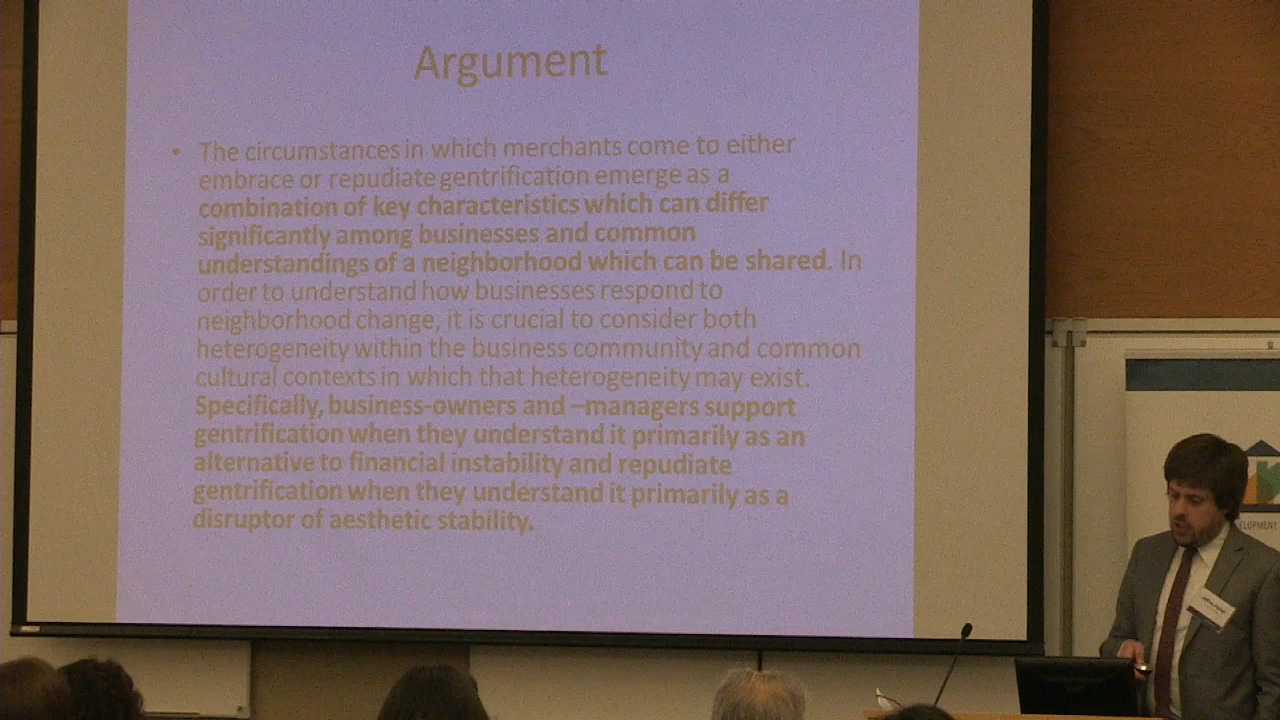 Argument
• The circumstances in which merchants come to either
embrace or repudiate gentrification emerge as a
combination of key characteristics which can differ
significantly among businesses and common
understandings of a neighborhood which can be shared. In
order to understand how businesses respond to
neighborhood change, it is crucial to consider both
heterogeneity within the business community and common
cultural contexts in which that heterogeneity may exist.
Specifically, business-owners and –managers support
gentrification when they understand it primarily as an
alternative to financial instability and repudiate
gentrification when they understand it primarily as a
disruptor of aesthetic stability.